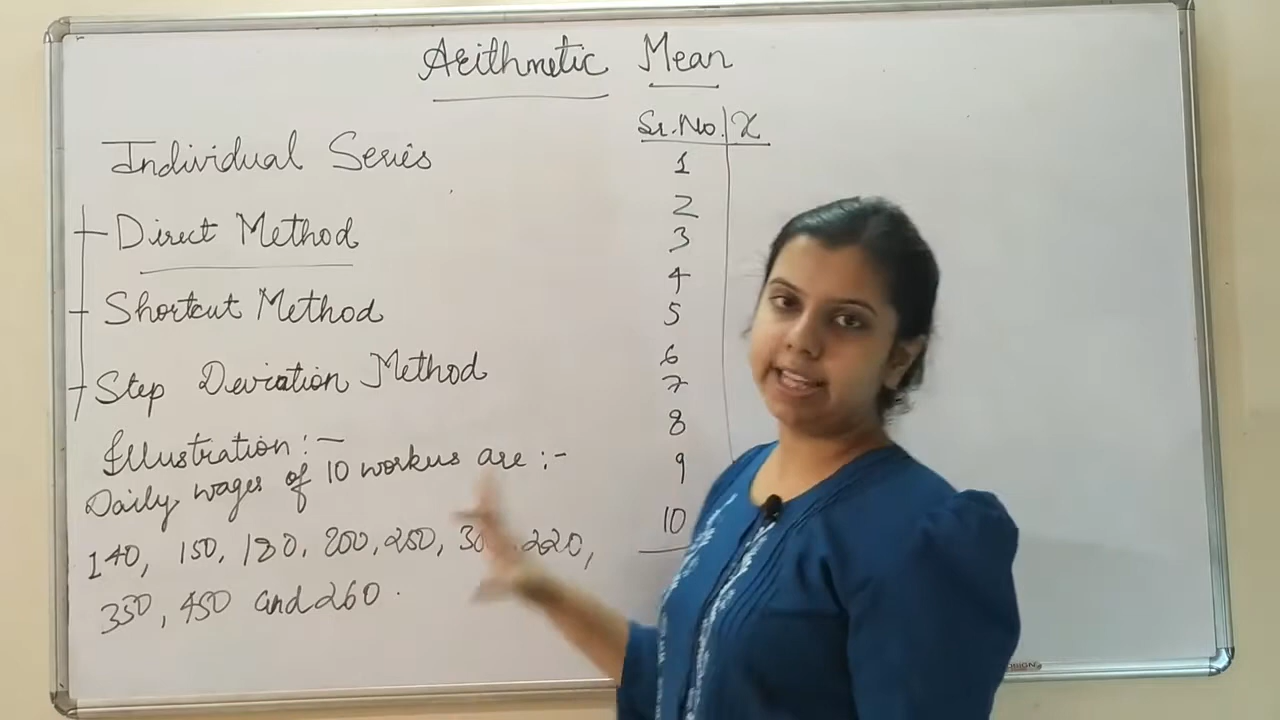 Arithmetic Mean
Individual Series
Direct Method
Shortcut Method
Step Deviation Method
Illustration :-
Daily wages of 10 workers are :-
140, 150, 180, 200, 250, 220,
350, 450 and 260.
Sr. No. X
1
2
3
4
5
6
7
8
9
10